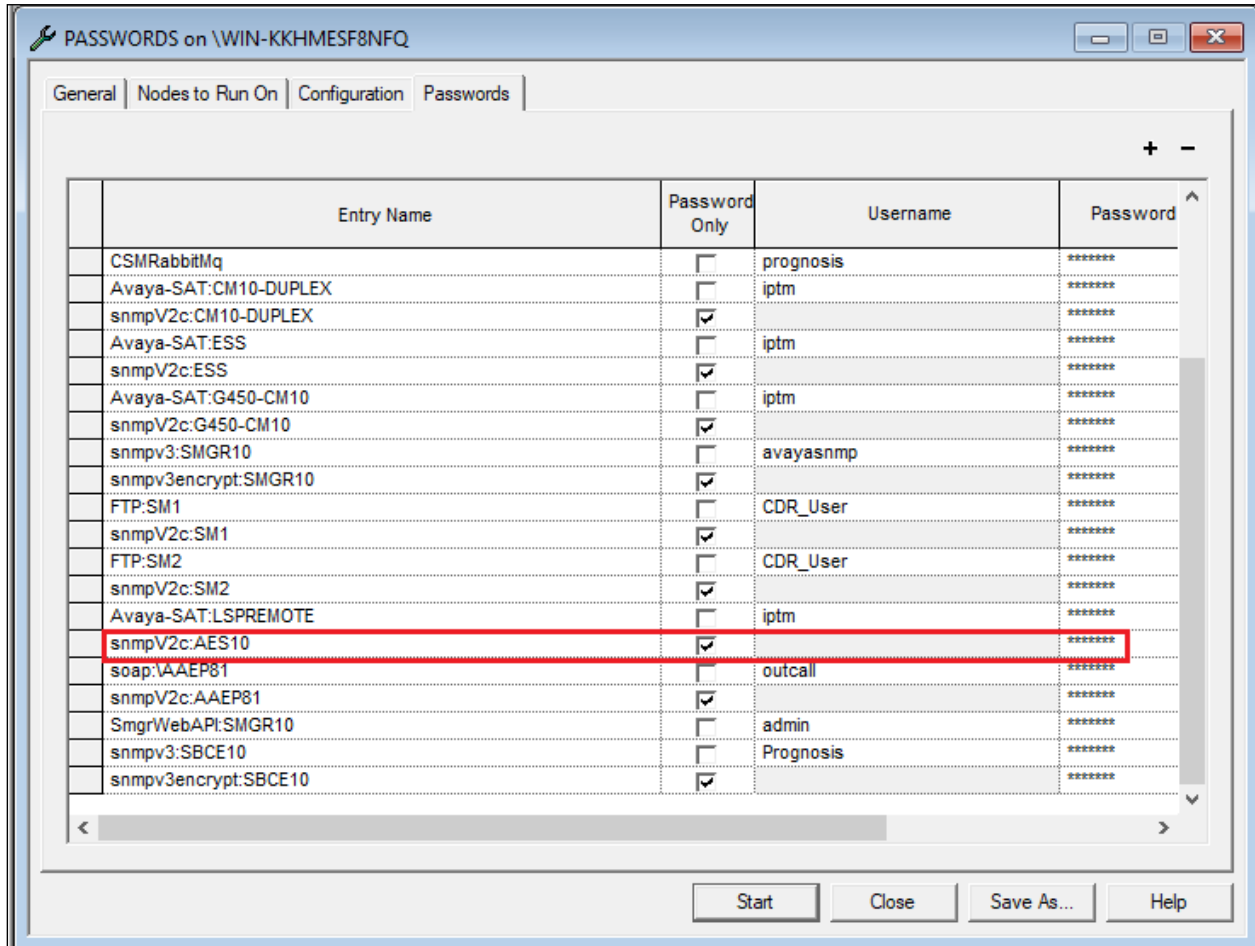 PASSWORDS on \WIN-KKHMESF8NFQ
General Nodes to Run On Configuration Passwords
+ −
Entry Name Password Only Username Password
CSMRabbitMq prognosis *******
Avaya-SAT:CM10-DUPLEX iptm *******
snmpV2c:CM10-DUPLEX *******
Avaya-SAT:ESS iptm *******
snmpV2c:ESS *******
Avaya-SAT:G450-CM10 iptm *******
snmpV2c:G450-CM10 *******
snmpv3:SMGR10 avayasnmp *******
snmpv3encrypt:SMGR10 *******
FTP:SM1 CDR_User *******
snmpV2c:SM1 *******
FTP:SM2 CDR_User *******
snmpV2c:SM2 *******
Avaya-SAT:LSPREMOTE iptm *******
snmpV2c:AES10 *******
soap:\AAEP81 outcall *******
snmpV2c:AAEP81 *******
SmgrWebAPI:SMGR10 admin *******
snmpv3:SBCE10 Prognosis *******
snmpv3encrypt:SBCE10 *******
Start Close Save As... Help